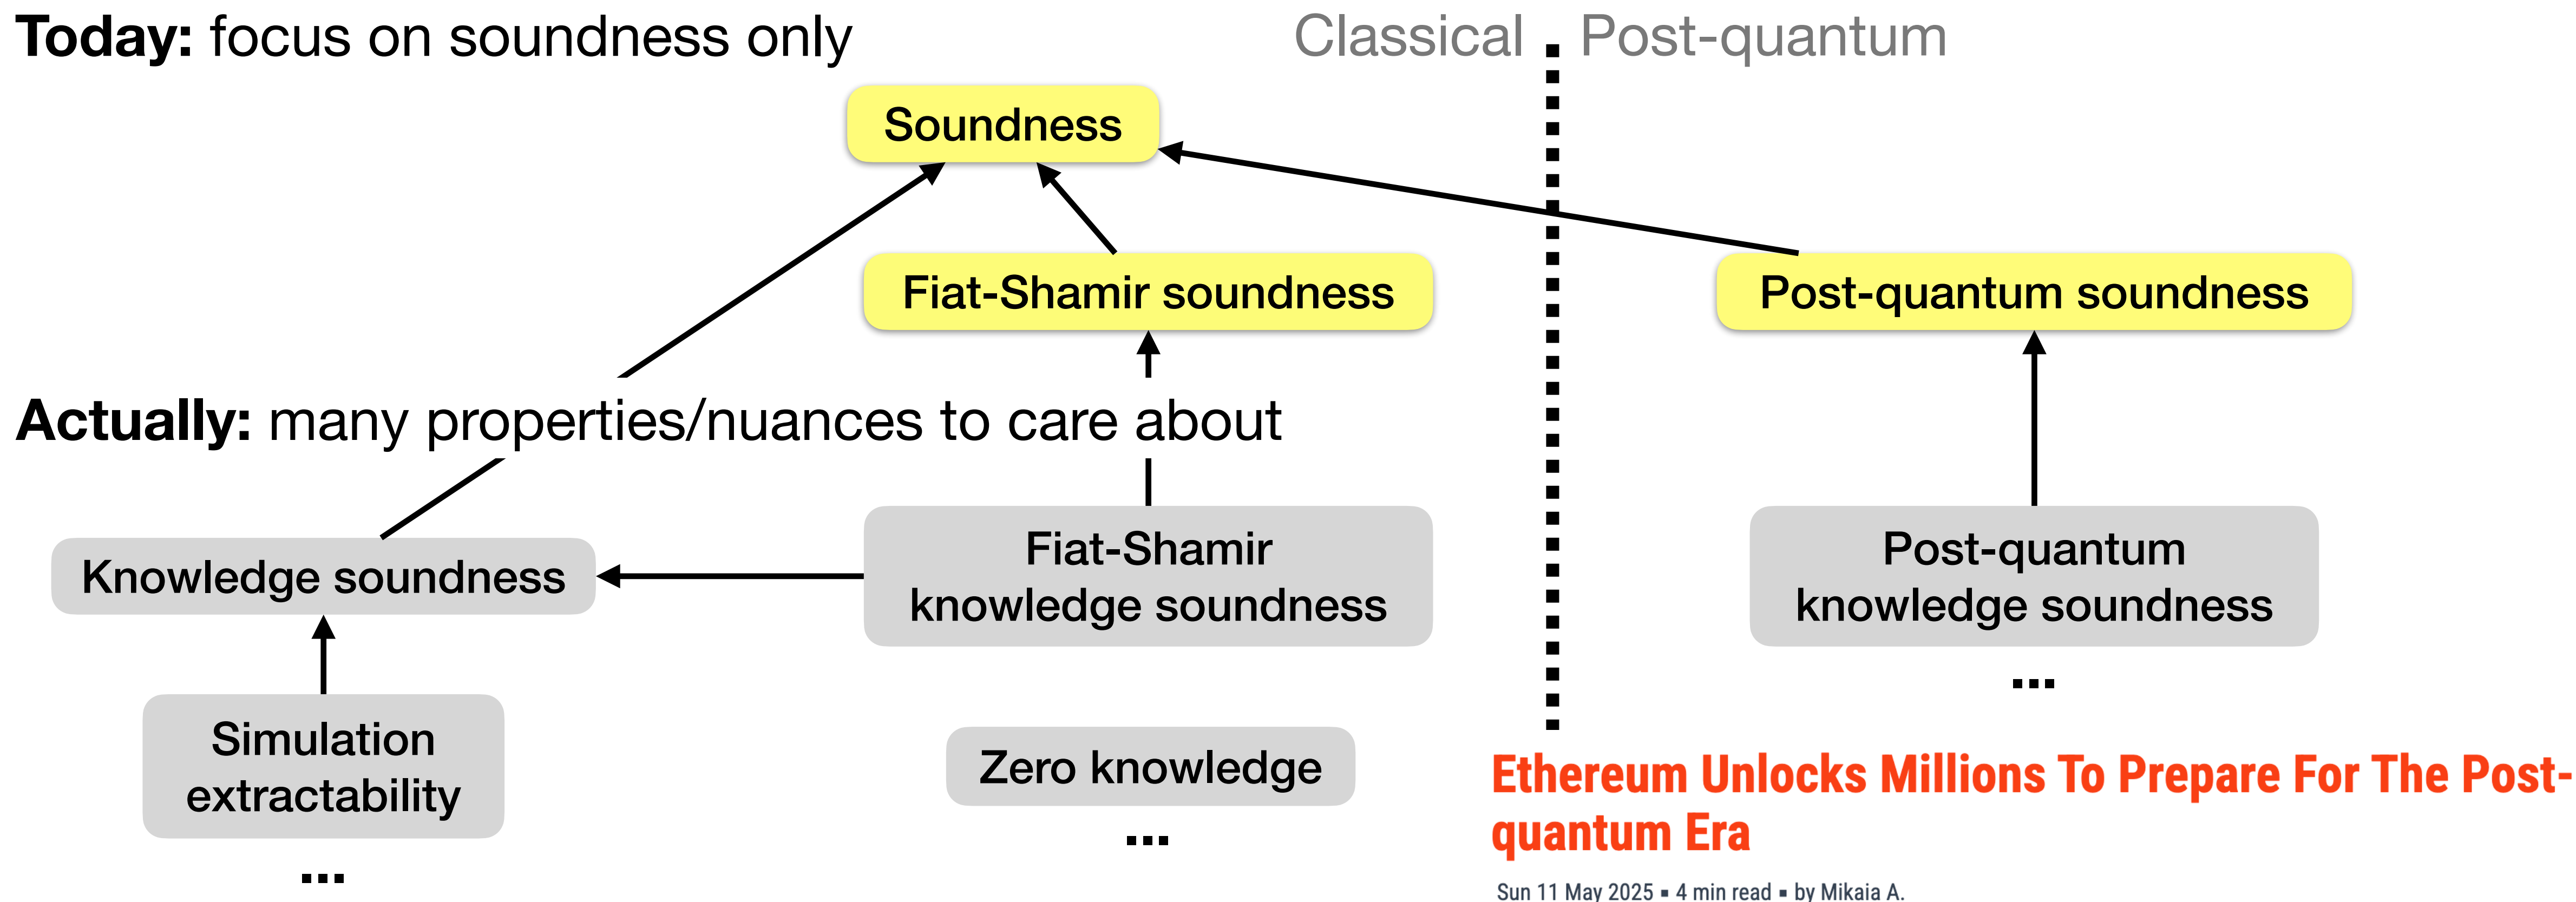 Today: focus on soundness only
Classical
Post-quantum
Soundness
Fiat-Shamir soundness
Post-quantum soundness
Actually: many properties/nuances to care about
Knowledge soundness
Fiat-Shamir
knowledge soundness
Post-quantum
knowledge soundness
...
Simulation
extractability
...
Zero knowledge
...
Ethereum Unlocks Millions To Prepare For The Post-
quantum Era
Sun 11 May 2025 ▪ 4 min read ▪ by Mikaia A.